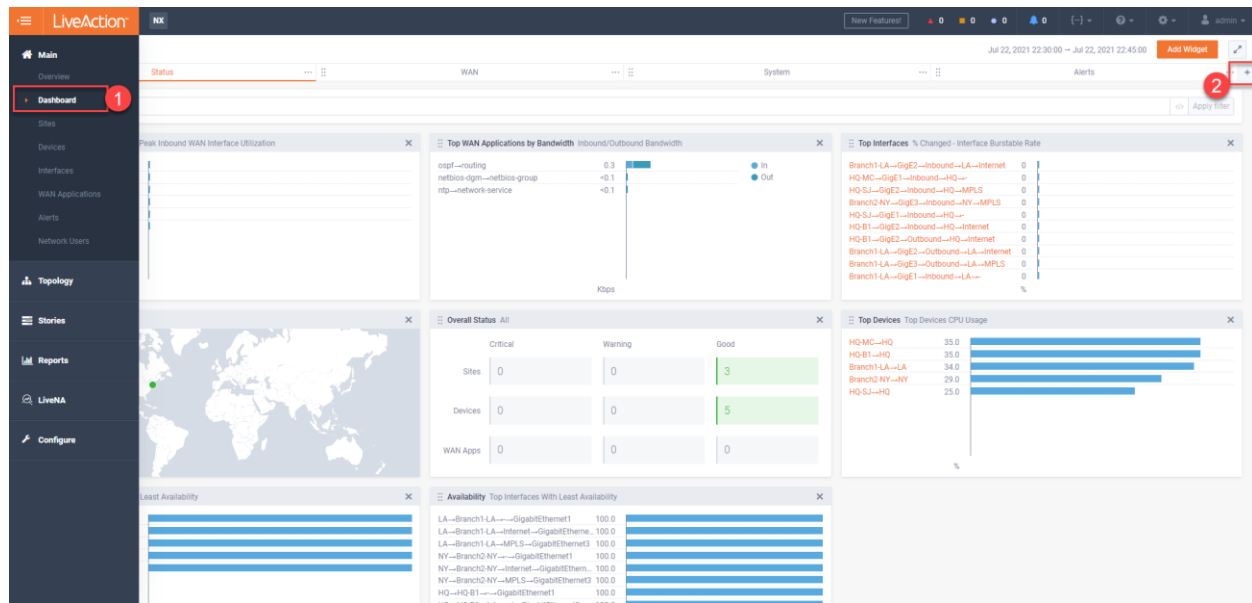 LiveAction
NX
New Features!
0
0
0
0
{--}
admin
Main
Jul 22, 2021 22:30:00 → Jul 22, 2021 22:45:00
Add Widget
Overview
Status
WAN
System
Alerts
Dashboard
1
2
Apply filter
Sites
Devices
Interfaces
WAN Applications
Alerts
Network Users
Topology
Stories
Reports
LiveNA
Configure
Peak Inbound WAN Interface Utilization
Top WAN Applications by Bandwidth Inbound/Outbound Bandwidth
ospf→routing 0.3
netbios-dgm→netbios-group <0.1
ntp→network-service <0.1
In
Out
Kbps
Top Interfaces % Changed - Interface Burstable Rate
Branch1-LA→GigE2→Inbound→LA→Internet 0
HQ-MC→GigE1→Inbound→HQ→- 0
HQ-SJ→GigE2→Inbound→HQ→MPLS 0
Branch2-NY→GigE3→Inbound→NY→MPLS 0
HQ-SJ→GigE1→Inbound→HQ→- 0
HQ-B1→GigE2→Inbound→HQ→Internet 0
HQ-B1→GigE2→Outbound→HQ→Internet 0
Branch1-LA→GigE2→Outbound→LA→Internet 0
Branch1-LA→GigE3→Outbound→LA→MPLS 0
Branch1-LA→GigE1→Inbound→LA→- 0
%
Overall Status All
Critical Warning Good
Sites 0 0 3
Devices 0 0 5
WAN Apps 0 0 0
Top Devices Top Devices CPU Usage
HQ-MC→HQ 35.0
HQ-B1→HQ 35.0
Branch1-LA→LA 34.0
Branch2-NY→NY 29.0
HQ-SJ→HQ 25.0
%
Least Availability
Availability Top Interfaces With Least Availability
LA→Branch1-LA→-→GigabitEthernet1 100.0
LA→Branch1-LA→Internet→GigabitEtherne... 100.0
LA→Branch1-LA→MPLS→GigabitEthernet3 100.0
NY→Branch2-NY→-→GigabitEthernet1 100.0
NY→Branch2-NY→Internet→GigabitEthern... 100.0
NY→Branch2-NY→MPLS→GigabitEthernet3 100.0
HQ→HQ-B1→-→GigabitEthernet1 100.0